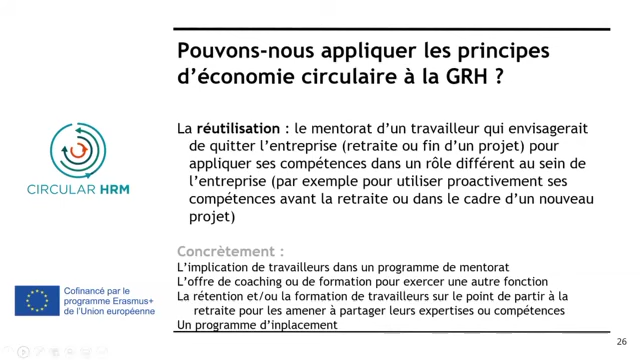 Pouvons-nous appliquer les principes
d'économie circulaire à la GRH ?
La réutilisation : le mentorat d'un travailleur qui envisagerait
de quitter l'entreprise (retraite ou fin d'un projet) pour
appliquer ses compétences dans un rôle différent au sein de
l'entreprise (par exemple pour utiliser proactivement ses
compétences avant la retraite ou dans le cadre d'un nouveau
projet)
CIRCULAR HRM
Concrètement :
L'implication de travailleurs dans un programme de mentorat
L'offre de coaching ou de formation pour exercer une autre fonction
La rétention et/ou la formation de travailleurs sur le point de partir à la
retraite pour les amener à partager leurs expertises ou compétences
Un programme d'inplacement
Cofinancé par le
programme Erasmus+
de l'Union européenne
26